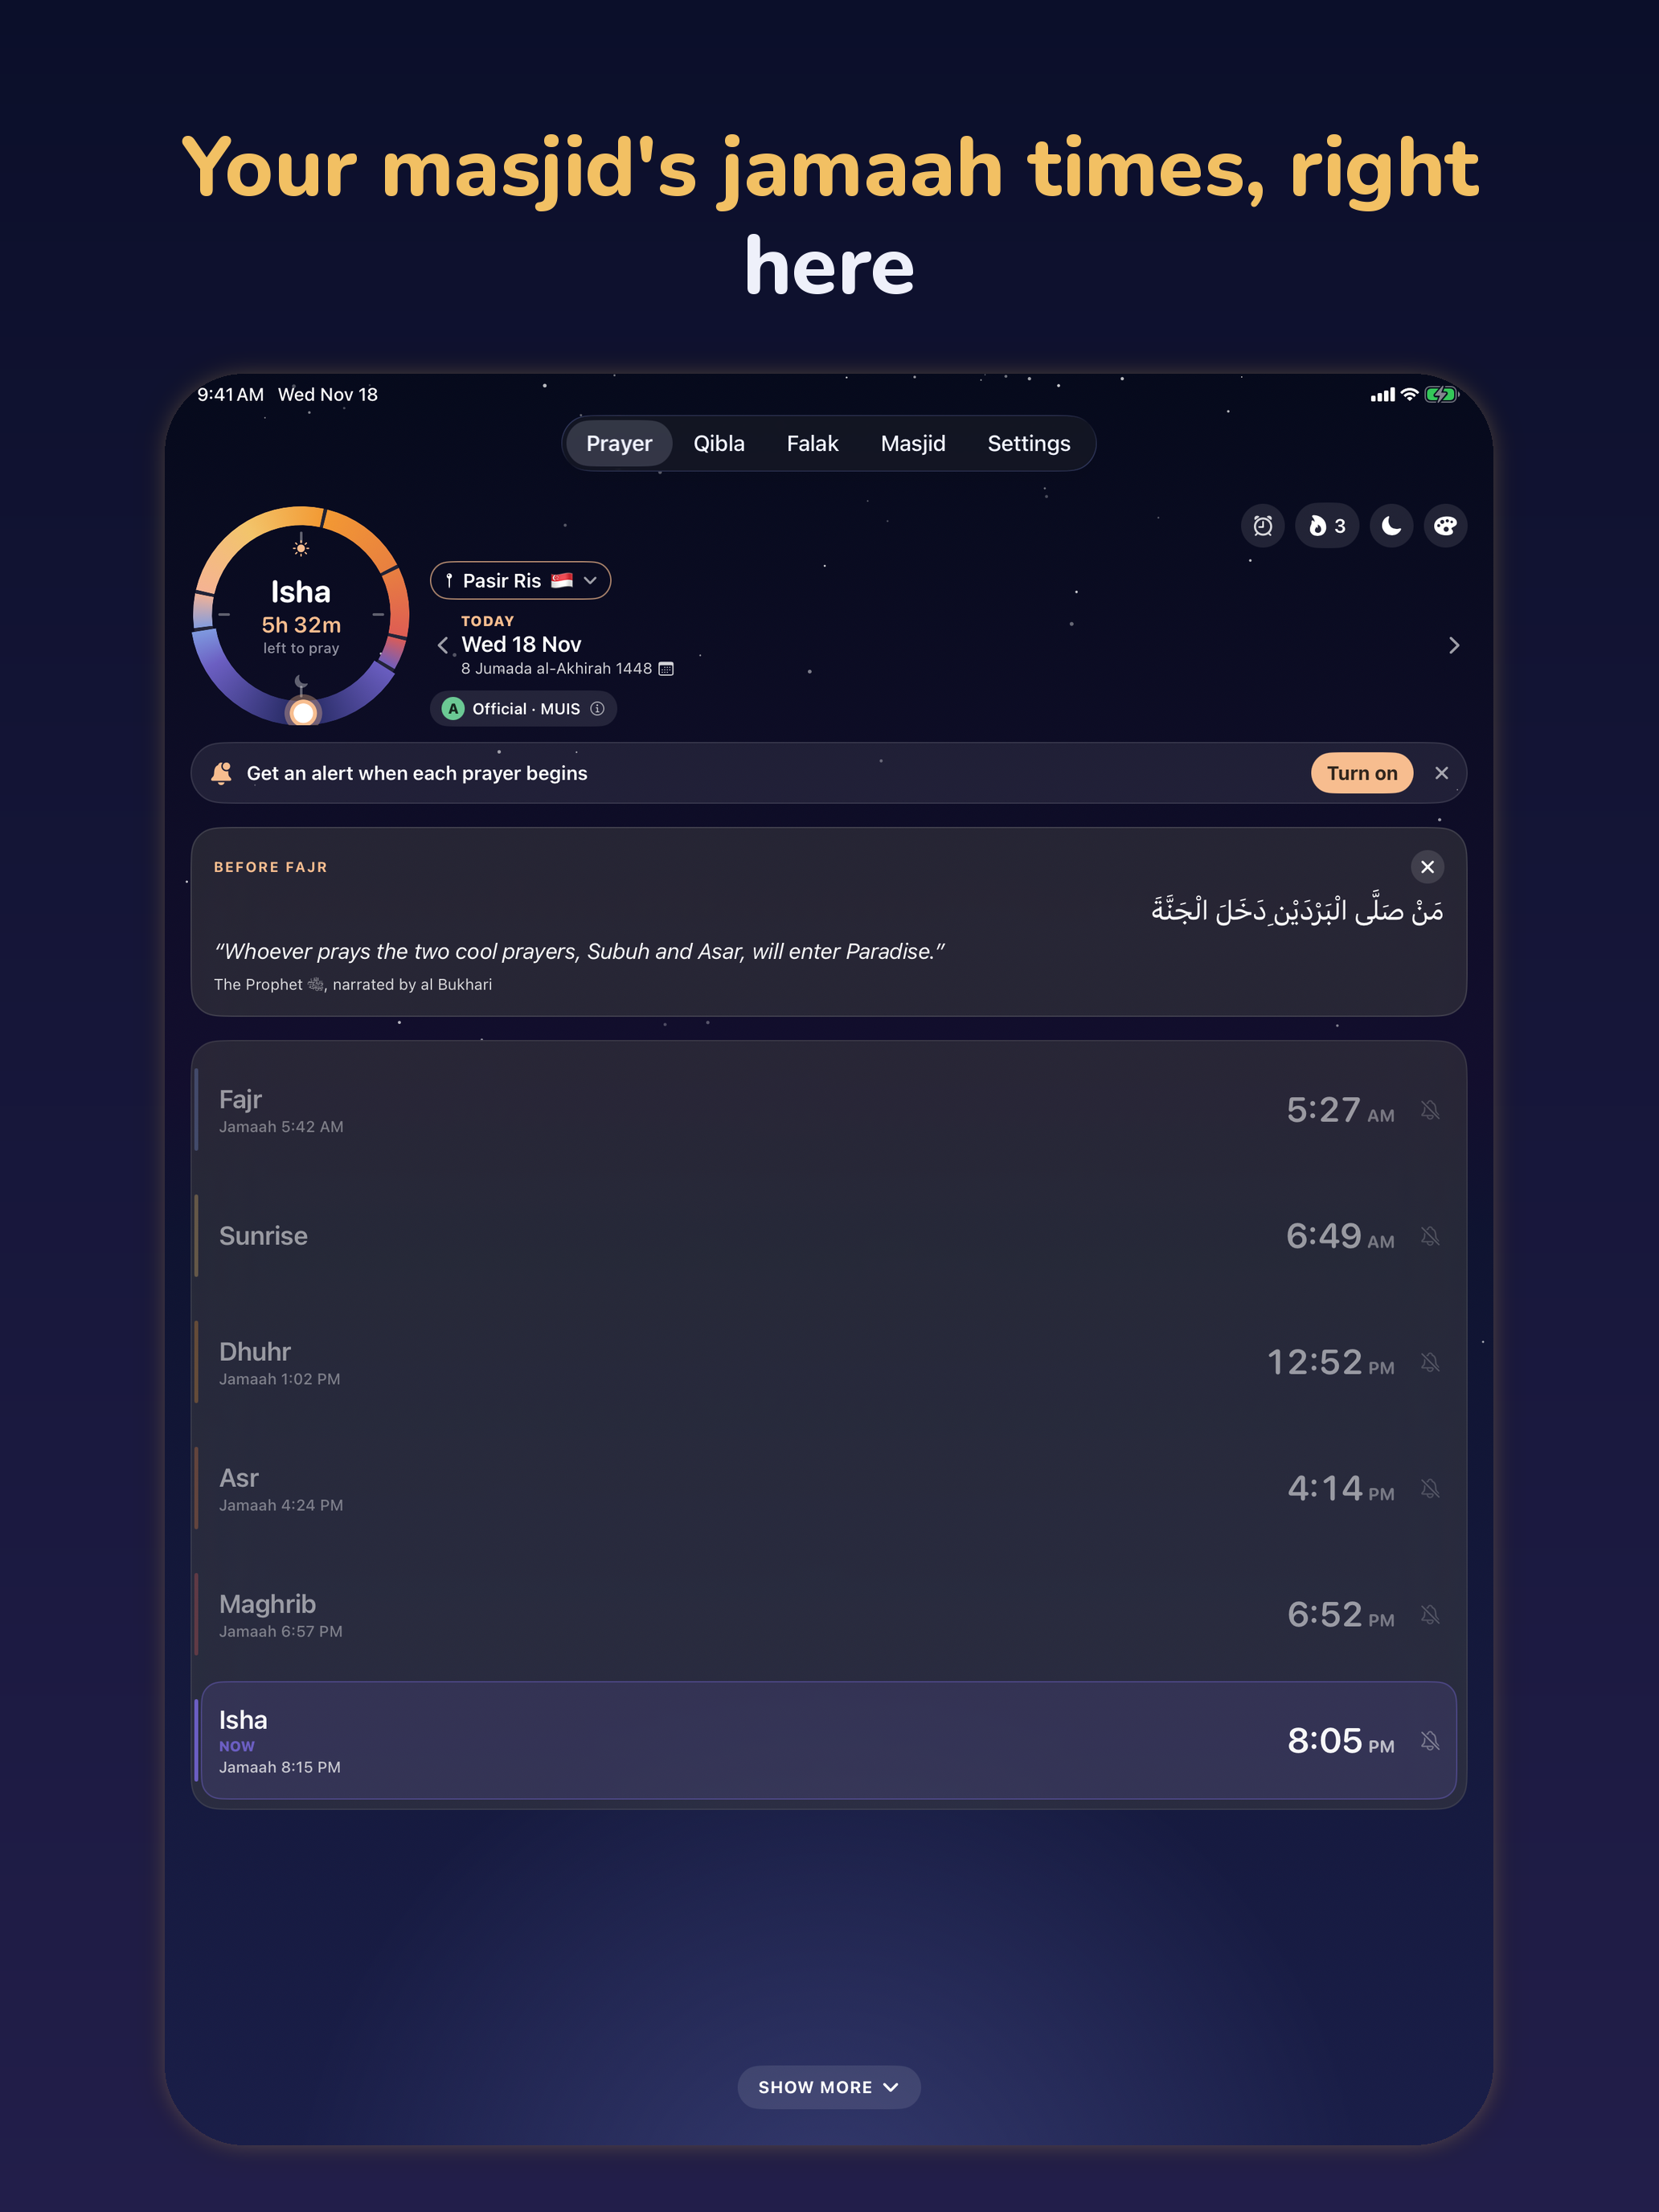 Your masjid's jamaah times, right
here
9:41 AM Wed Nov 18
Prayer Qibla Falak Masjid Settings
3
Isha
5h 32m
left to pray
Pasir Ris 🇸🇬
TODAY
Wed 18 Nov
8 Jumada al-Akhirah 1448
A Official · MUIS
Get an alert when each prayer begins
Turn on
BEFORE FAJR
مَنْ صَلَّى الْبَرْدَيْنِ دَخَلَ الْجَنَّةَ
“Whoever prays the two cool prayers, Subuh and Asar, will enter Paradise.”
The Prophet ﷺ, narrated by al Bukhari
Fajr
Jamaah 5:42 AM
5:27 AM
Sunrise
6:49 AM
Dhuhr
Jamaah 1:02 PM
12:52 PM
Asr
Jamaah 4:24 PM
4:14 PM
Maghrib
Jamaah 6:57 PM
6:52 PM
Isha
NOW
Jamaah 8:15 PM
8:05 PM
SHOW MORE